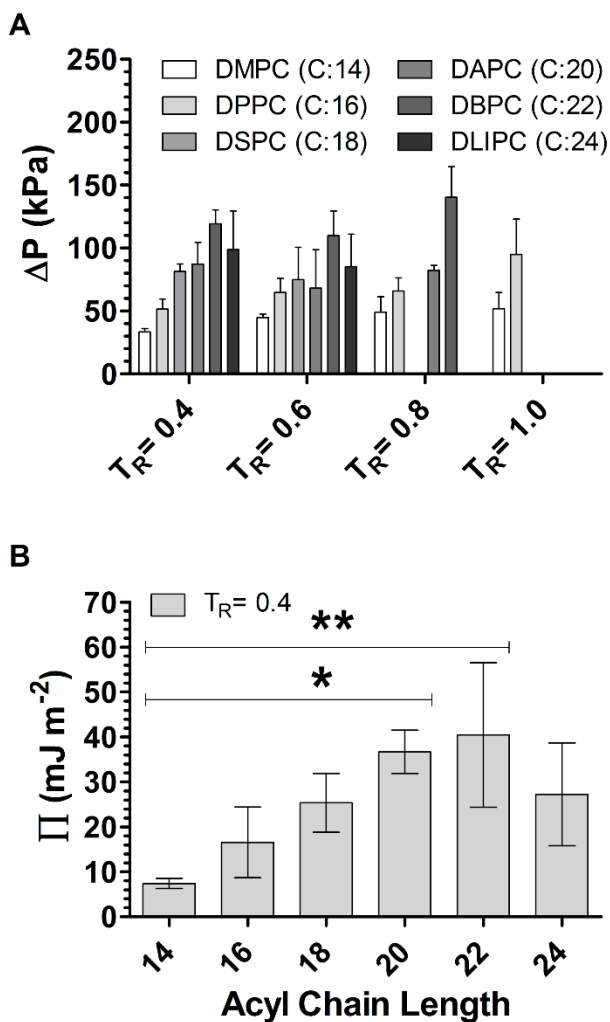 A
ΔP (kPa)
250
200
150
100
50
0
DMPC (C:14) DAPC (C:20)
DPPC (C:16) DBPC (C:22)
DSPC (C:18) DLIPC (C:24)
TR= 0.4 TR= 0.6 TR= 0.8 TR= 1.0
B
Π (mJ m-2)
70
60
50
40
30
20
10
0
TR= 0.4
**
*
14 16 18 20 22 24
Acyl Chain Length